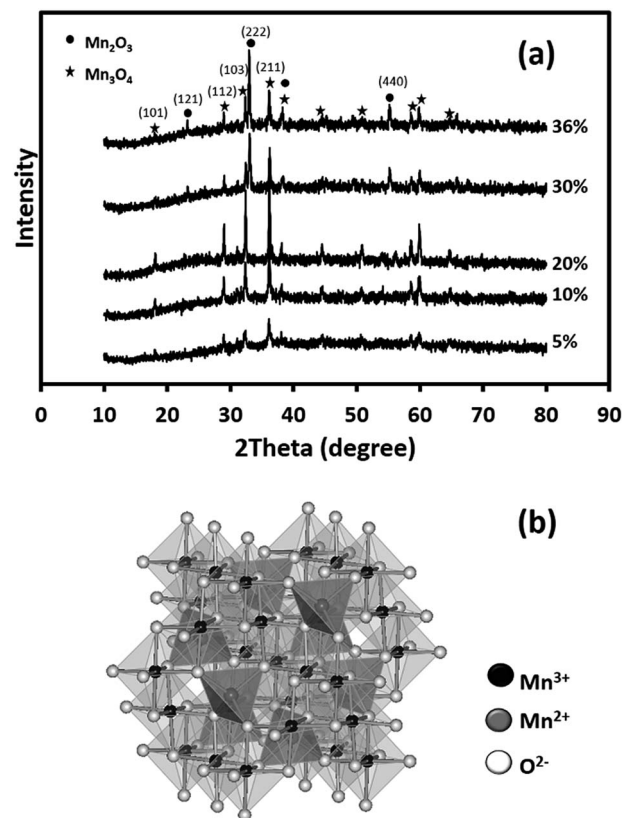 (a)
● Mn₂O₃
★ Mn₃O₄
(222)
(103)
(211)
(440)
(112)
(121)
(101)
36%
30%
20%
10%
5%
Intensity
0 10 20 30 40 50 60 70 80 90
2Theta (degree)
(b)
Mn³⁺
Mn²⁺
O²⁻